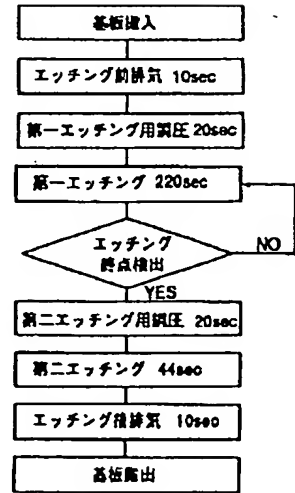 基板搬入
エッチング前排気 10sec
第一エッチング用調圧 20sec
第一エッチング 220sec
エッチング
終点検出
NO
YES
第二エッチング用調圧 20sec
第二エッチング 44sec
エッチング後排気 10sec
基板搬出